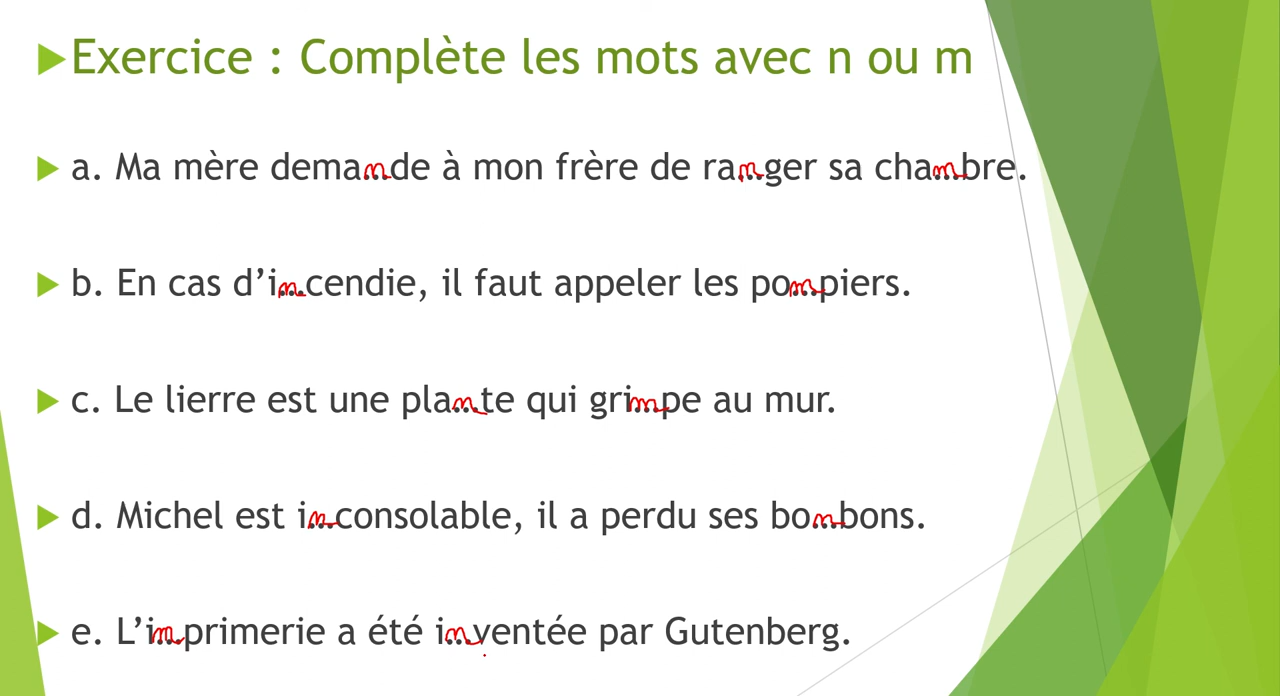 Exercice : Complète les mots avec n ou m
a. Ma mère demande à mon frère de ranger sa chambre.
b. En cas d'incendie, il faut appeler les pompiers.
c. Le lierre est une plante qui grimpe au mur.
d. Michel est inconsolable, il a perdu ses bonbons.
e. L'imprimerie a été inventée par Gutenberg.